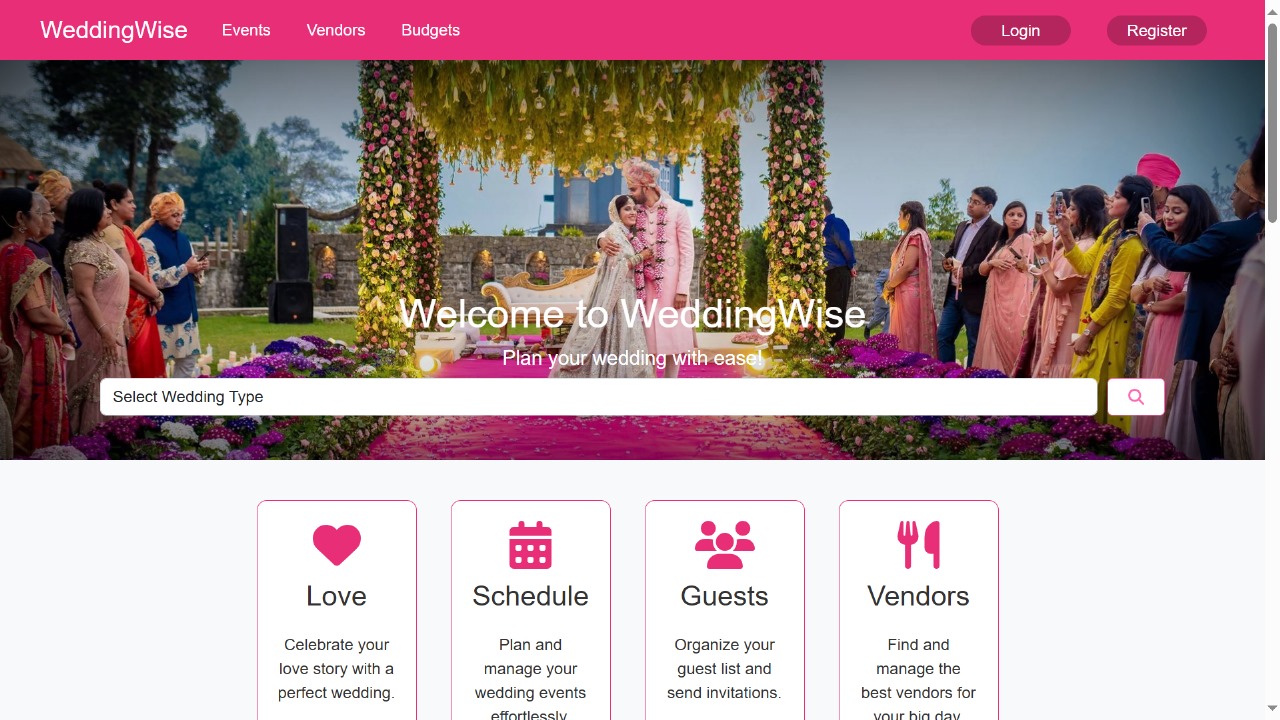 WeddingWise Events Vendors Budgets Login Register
Welcome to WeddingWise
Plan your wedding with ease!
Select Wedding Type
Love
Celebrate your
love story with a
perfect wedding.
Schedule
Plan and
manage your
wedding events
effortlessly
Guests
Organize your
guest list and
send invitations.
Vendors
Find and
manage the
best vendors for
your big day